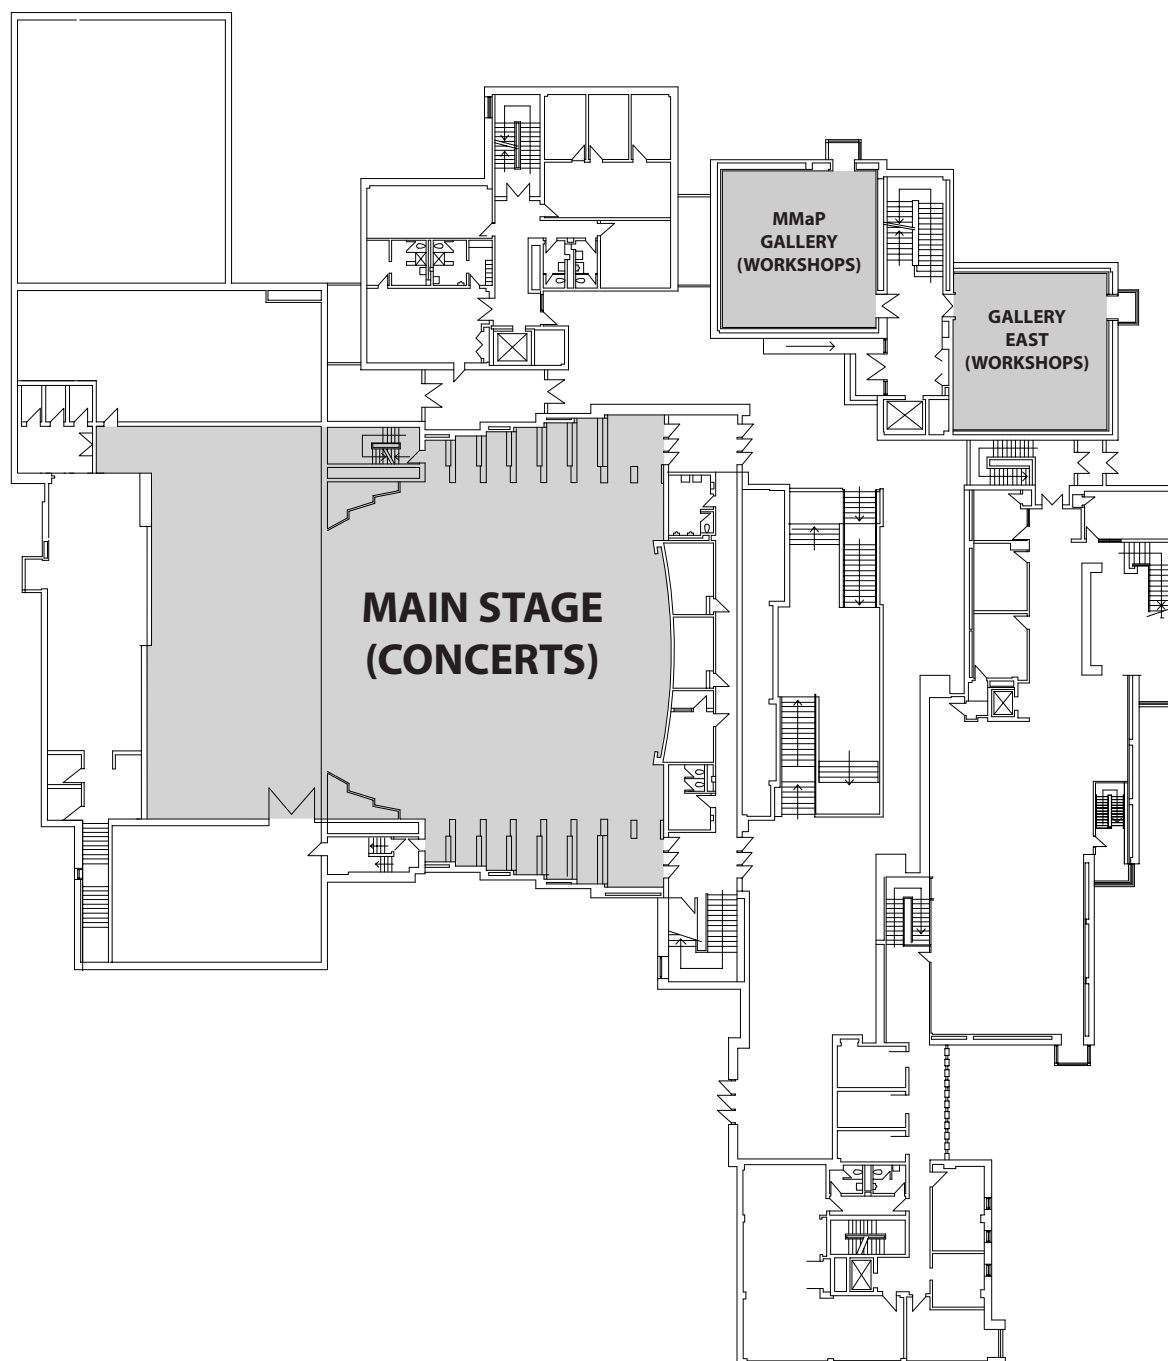 MMaP
GALLERY
(WORKSHOPS)
GALLERY
EAST
(WORKSHOPS)
MAIN STAGE
(CONCERTS)